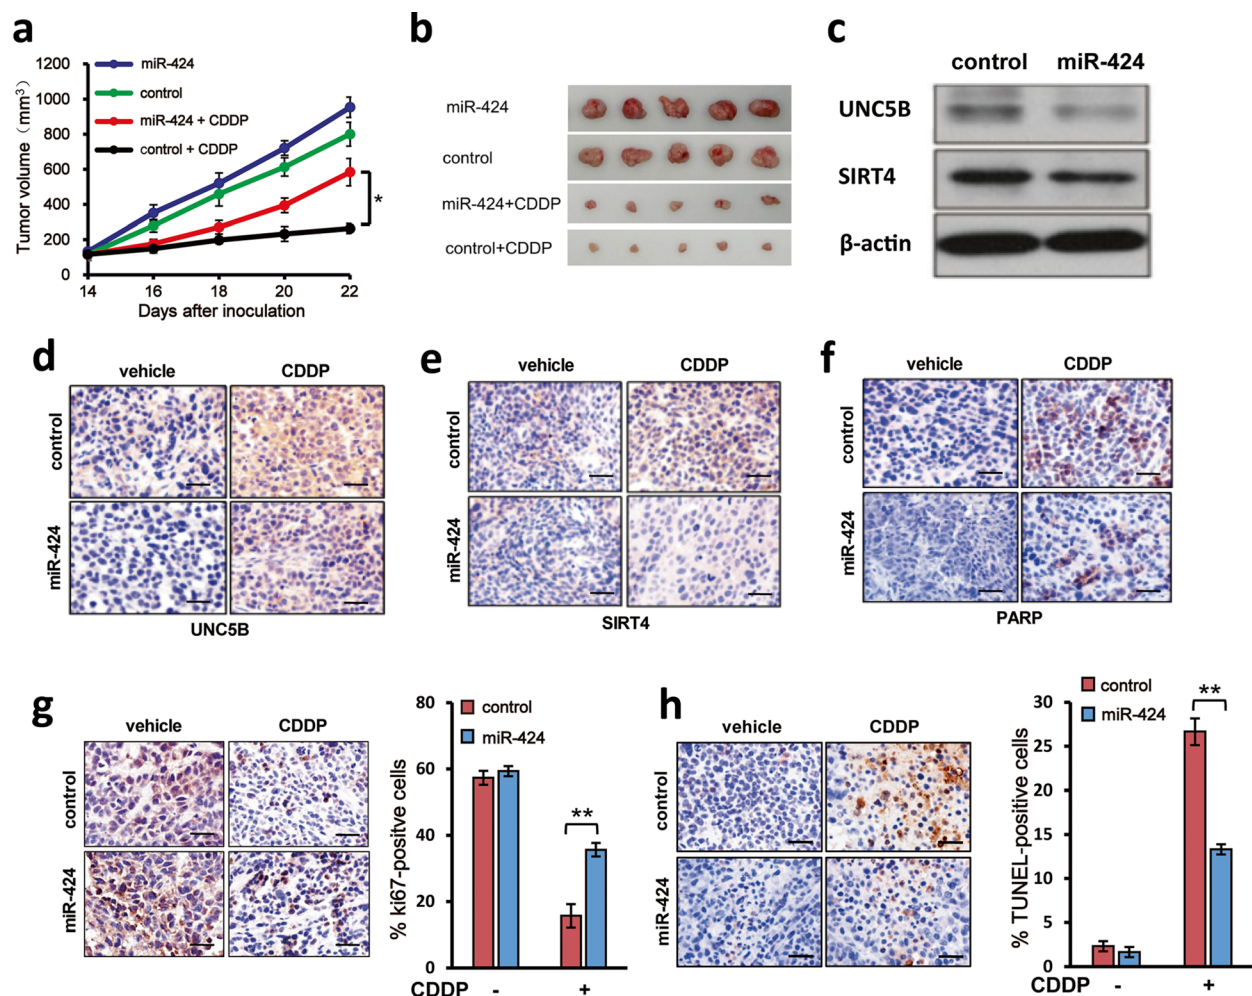 a
miR-424
control
miR-424 + CDDP
control + CDDP
Tumor volume (mm³)
1200
1000
800
600
400
200
0
*
14 16 18 20 22
Days after inoculation
b
miR-424
control
miR-424+CDDP
control+CDDP
c
control miR-424
UNC5B
SIRT4
β-actin
d
vehicle CDDP
control
miR-424
UNC5B
e
vehicle CDDP
control
miR-424
SIRT4
f
vehicle CDDP
control
miR-424
PARP
g
vehicle CDDP
control
miR-424
% ki67-positve cells
80
60
40
20
0
control
miR-424
**
CDDP - +
h
vehicle CDDP
control
miR-424
% TUNEL-positive cells
30
25
20
15
10
5
0
control
miR-424
**
CDDP - +